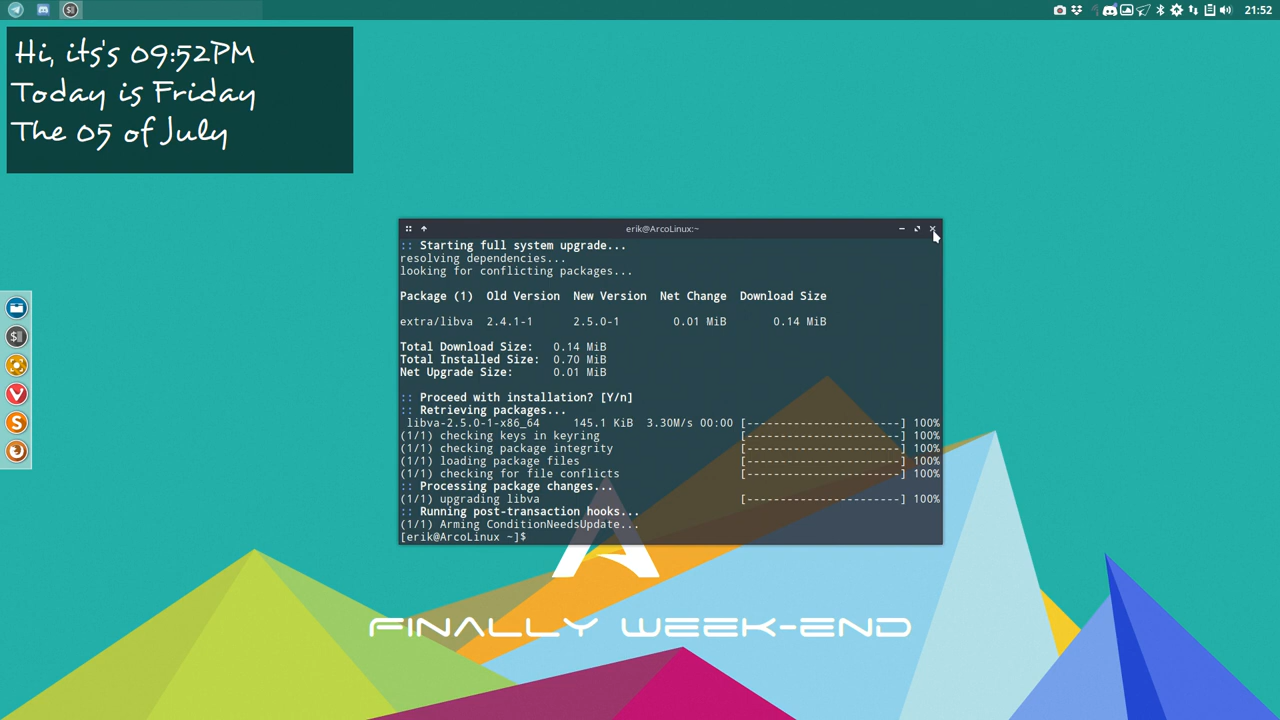 21:52
Hi, its's 09:52PM
Today is Friday
The 05 of July
erik@ArcoLinux:~
:: Starting full system upgrade...
resolving dependencies...
looking for conflicting packages...
Package (1) Old Version New Version Net Change Download Size
extra/libva 2.4.1-1 2.5.0-1 0.01 MiB 0.14 MiB
Total Download Size: 0.14 MiB
Total Installed Size: 0.70 MiB
Net Upgrade Size: 0.01 MiB
:: Proceed with installation? [Y/n]
:: Retrieving packages...
libva-2.5.0-1-x86_64 145.1 KiB 3.30M/s 00:00 [-----------------------] 100%
(1/1) checking keys in keyring [-----------------------] 100%
(1/1) checking package integrity [-----------------------] 100%
(1/1) loading package files [-----------------------] 100%
(1/1) checking for file conflicts [-----------------------] 100%
:: Processing package changes...
(1/1) upgrading libva [-----------------------] 100%
:: Running post-transaction hooks...
(1/1) Arming ConditionNeedsUpdate...
[erik@ArcoLinux ~]$
FINALLY WEEK-END